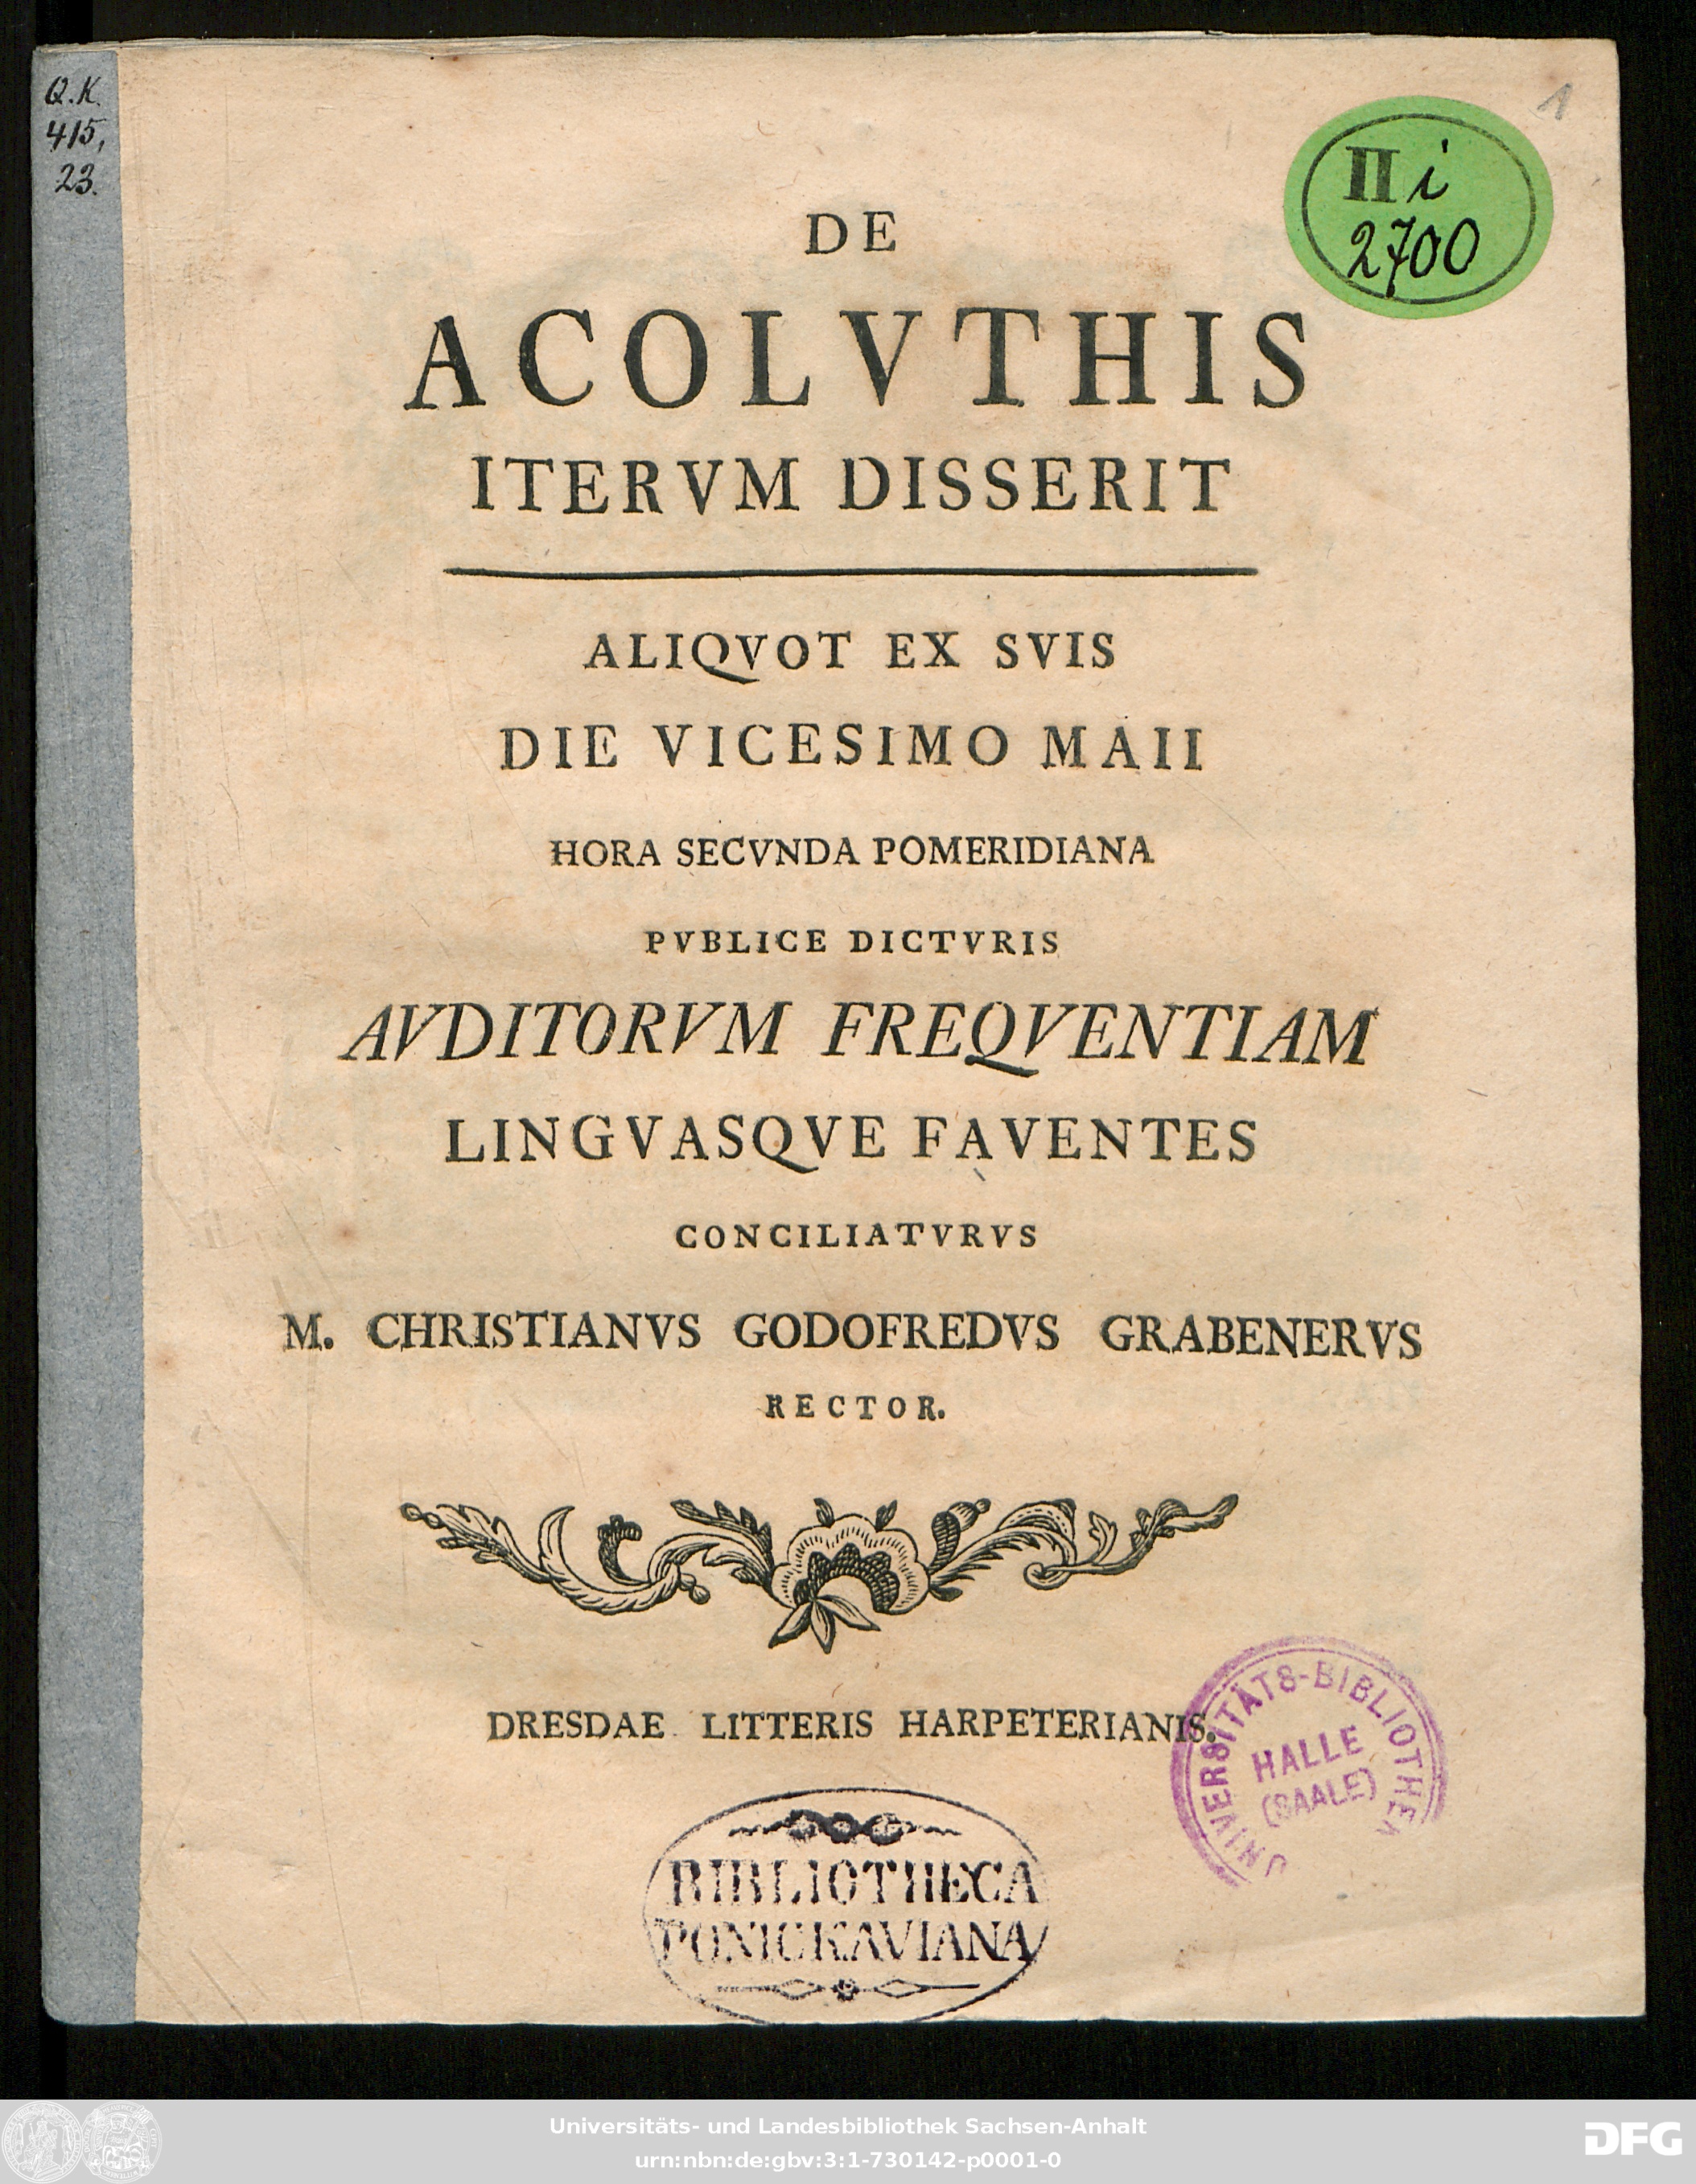 Q.K.
415,
23.
1
II i
2700
DE
ACOLVTHIS
ITERVM DISSERIT
ALIQVOT EX SVIS
DIE VICESIMO MAII
HORA SECVNDA POMERIDIANA
PVBLICE DICTVRIS
AVDITORVM FREQVENTIAM
LINGVASQVE FAVENTES
CONCILIATVRVS
M. CHRISTIANVS GODOFREDVS GRABENERVS
RECTOR.
DRESDAE LITTERIS HARPETERIANIS.
UNIVERSITÄTS-BIBLIOTHEK
HALLE
(SAALE)
BIBLIOTHECA
PONICKAVIANA
Universitäts- und Landesbibliothek Sachsen-Anhalt
urn:nbn:de:gbv:3:1-730142-p0001-0
DFG